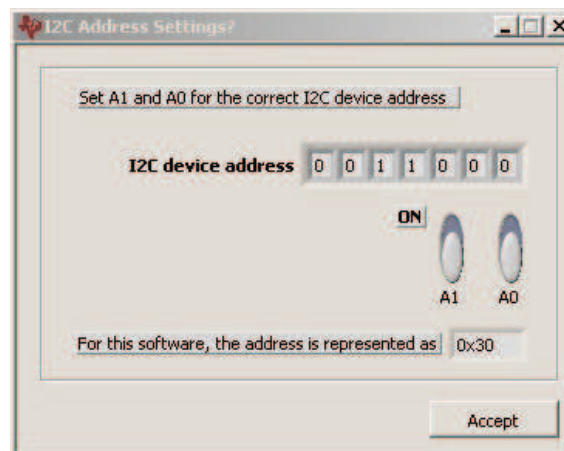 I2C Address Settings?
Set A1 and A0 for the correct I2C device address
I2C device address 0 0 1 1 0 0 0
ON
A1 A0
For this software, the address is represented as 0x30
Accept